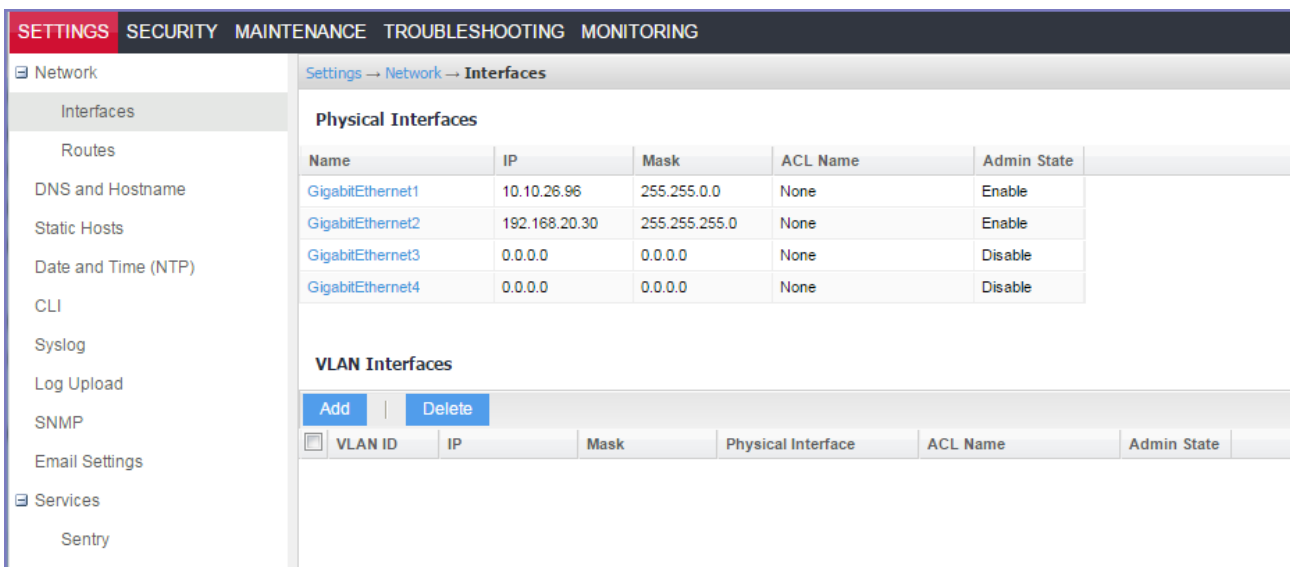 SETTINGS SECURITY MAINTENANCE TROUBLESHOOTING MONITORING
Network
Interfaces
Routes
DNS and Hostname
Static Hosts
Date and Time (NTP)
CLI
Syslog
Log Upload
SNMP
Email Settings
Services
Sentry
Settings → Network → Interfaces
Physical Interfaces
Name IP Mask ACL Name Admin State
GigabitEthernet1 10.10.26.96 255.255.0.0 None Enable
GigabitEthernet2 192.168.20.30 255.255.255.0 None Enable
GigabitEthernet3 0.0.0.0 0.0.0.0 None Disable
GigabitEthernet4 0.0.0.0 0.0.0.0 None Disable
VLAN Interfaces
Add | Delete
VLAN ID IP Mask Physical Interface ACL Name Admin State